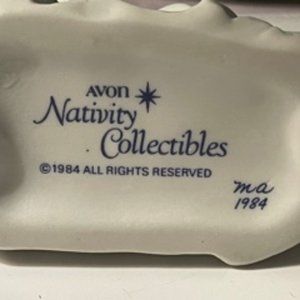 AVON
Nativity
Collectibles
©1984 ALL RIGHTS RESERVED
ma
1984